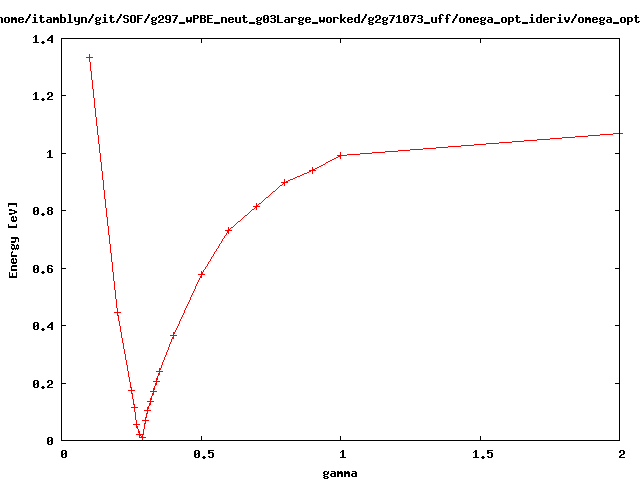 home/itamblyn/git/SOF/g297_wPBE_neut_g03Large_worked/g2g71073_uff/omega_opt_ideriv/omega_opt
1.4
1.2
1
0.8
0.6
0.4
0.2
0
Energy [eV]
0 0.5 1 1.5 2
gamma